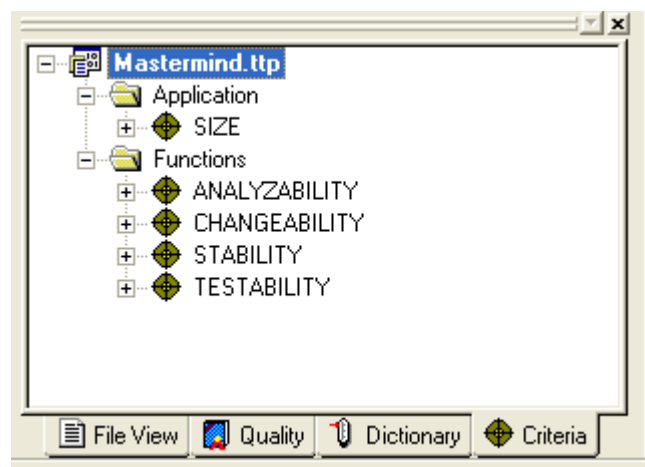 Mastermind.ttp
Application
SIZE
Functions
ANALYZABILITY
CHANGEABILITY
STABILITY
TESTABILITY
File View Quality Dictionary Criteria